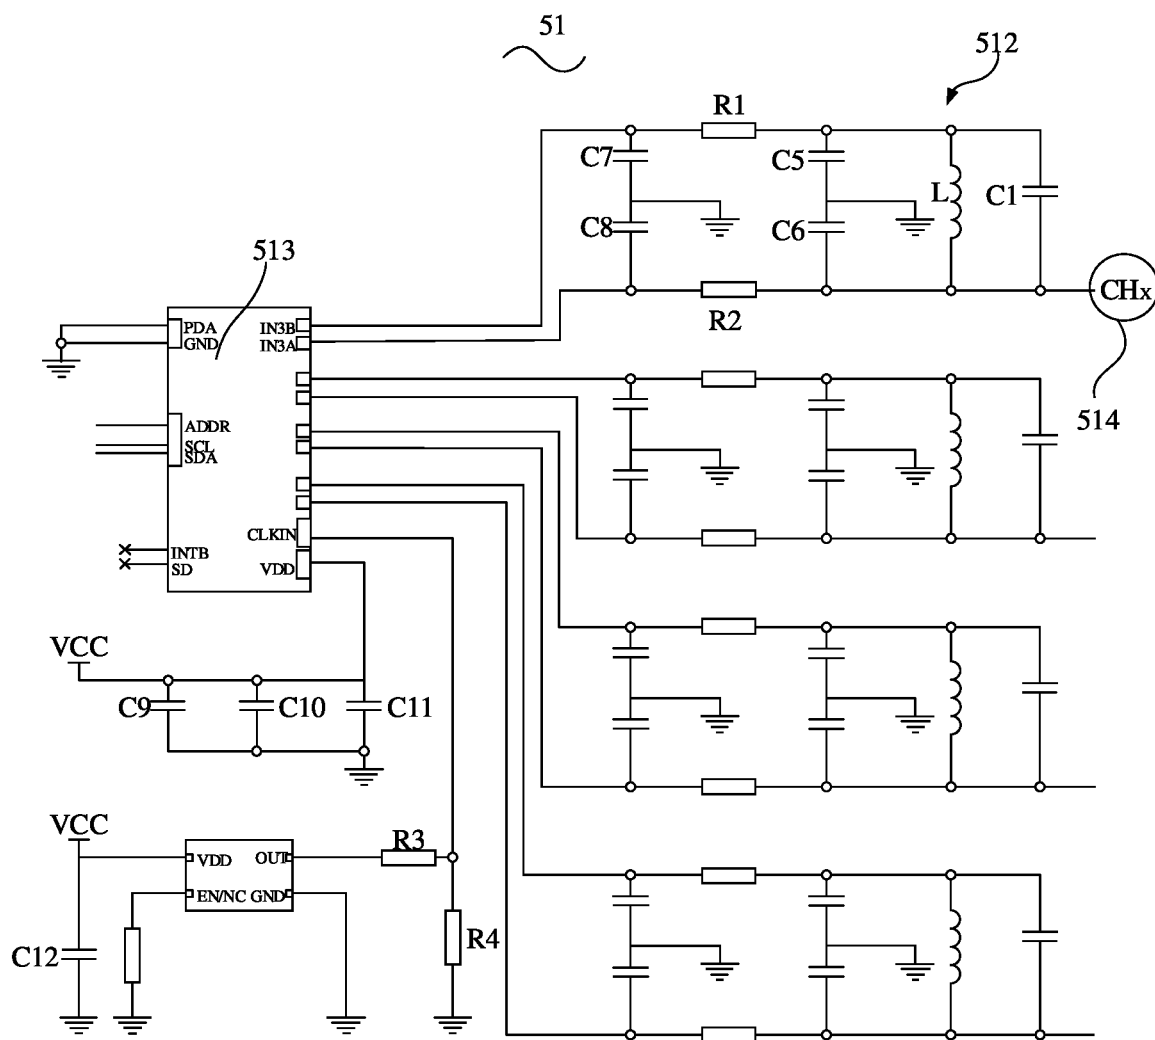 51
512
R1
C7
C5
L
C1
C8
C6
513
CHx
R2
PDA
IN3B
GND
IN3A
514
ADDR
SCL
SDA
CLKIN
INTB
SD
VDD
VCC
C9
C10
C11
VCC
R3
VDD
OUT
EN/NC
GND
R4
C12